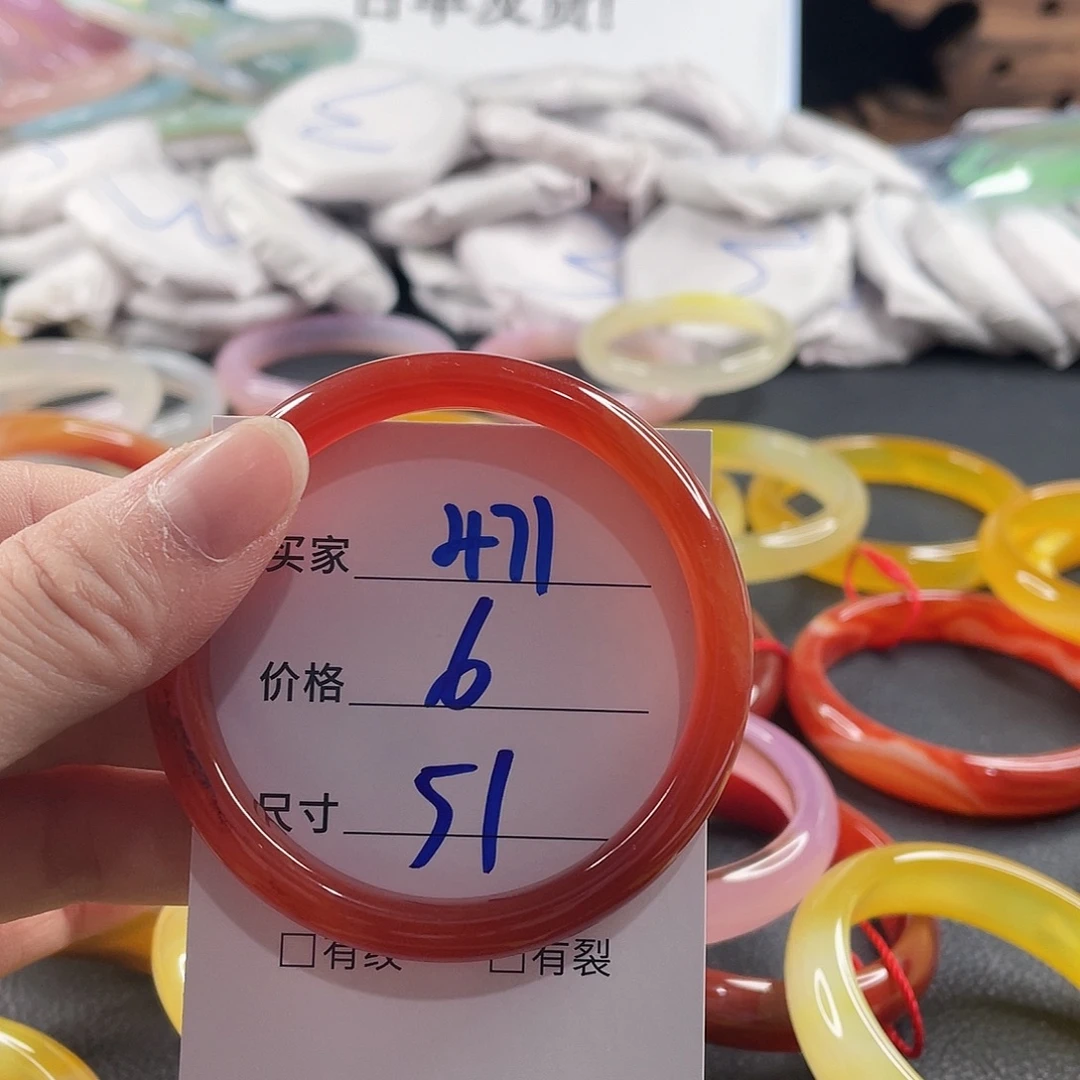 买家 471
价格 6
尺寸 51
□有纹 □有裂